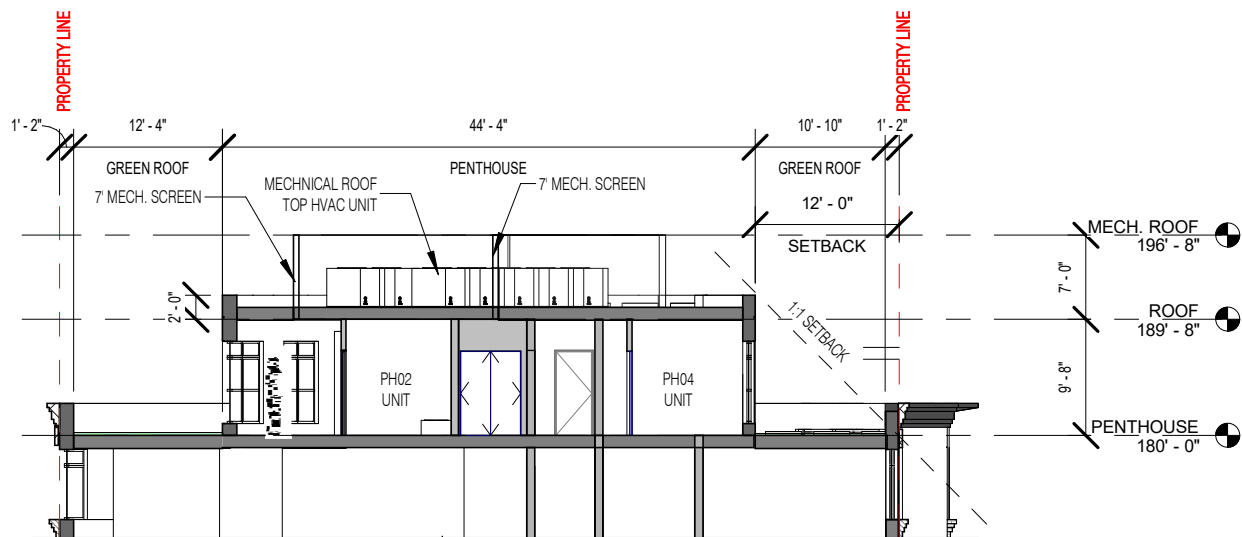 PROPERTY LINE
PROPERTY LINE
1' - 2"
12' - 4"
44' - 4"
10' - 10"
1' - 2"
GREEN ROOF
PENTHOUSE
GREEN ROOF
7' MECH. SCREEN
MECHNICAL ROOF
TOP HVAC UNIT
7' MECH. SCREEN
12' - 0"
SETBACK
MECH. ROOF
196' - 8"
7' - 0"
2' - 0"
1:1 SETBACK
ROOF
189' - 8"
9' - 8"
PH02
UNIT
PH04
UNIT
PENTHOUSE
180' - 0"